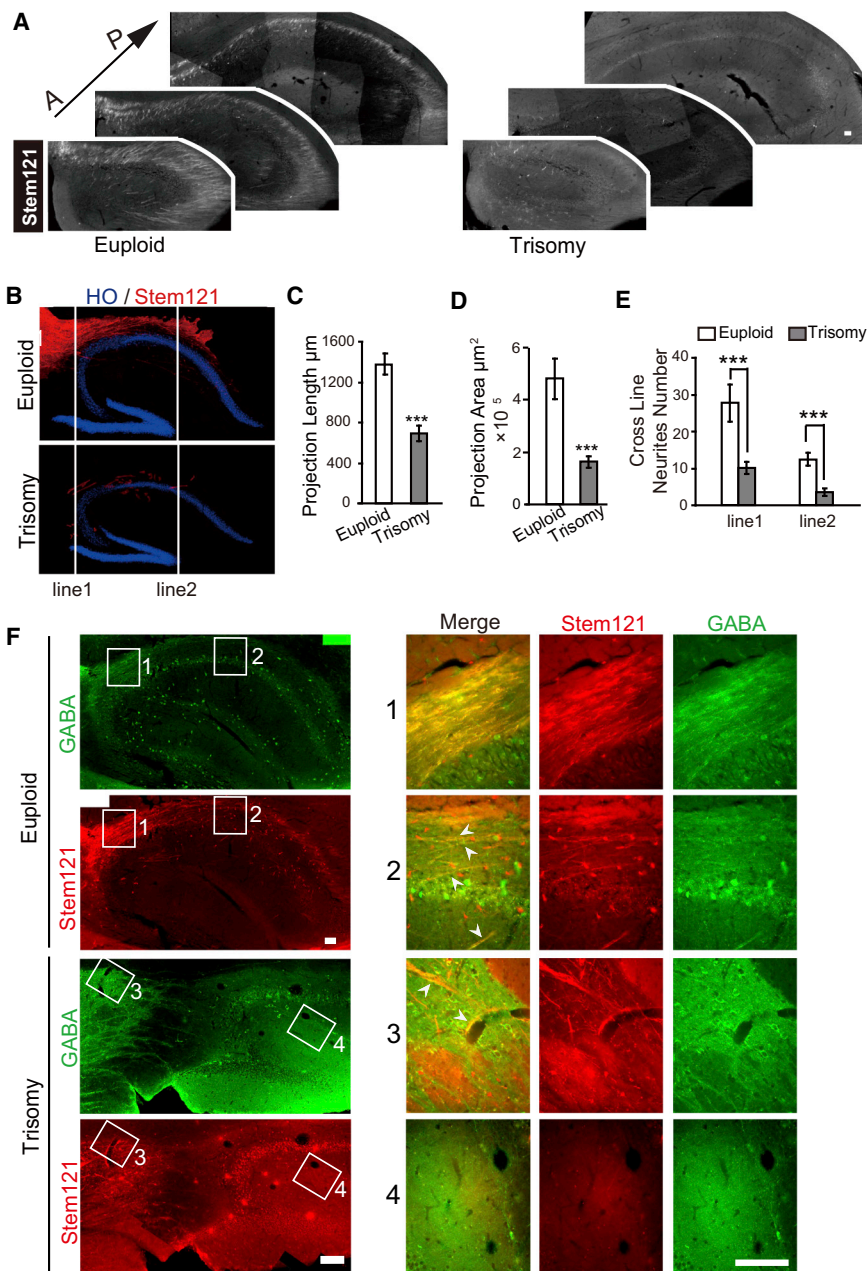 A
A
P
Stem121
Euploid
Trisomy
B
HO / Stem121
Euploid
Trisomy
line1
line2
C
Projection Length μm
1600
1200
800
400
0
***
Euploid
Trisomy
D
Projection Area μm²
× 10 5
6
4
2
0
***
Euploid
Trisomy
E
Euploid
Trisomy
Cross Line
Neurites Number
40
30
20
10
0
***
***
line1
line2
F
Euploid
GABA
1
2
Stem121
1
2
Trisomy
GABA
3
4
Stem121
3
4
Merge
Stem121
GABA
1
2
3
4